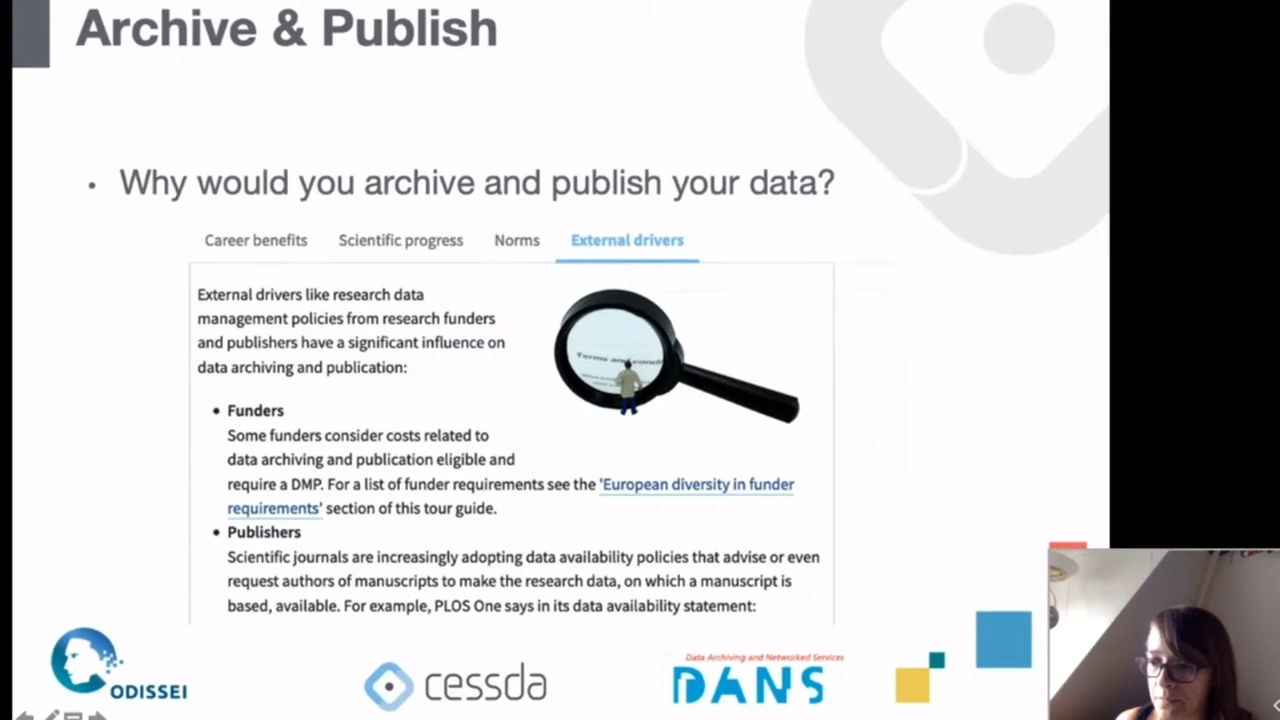 Archive & Publish
• Why would you archive and publish your data?
Career benefits Scientific progress Norms External drivers
External drivers like research data
management policies from research funders
and publishers have a significant influence on
data archiving and publication:
Terms and condi
• Funders
Some funders consider costs related to
data archiving and publication eligible and
require a DMP. For a list of funder requirements see the 'European diversity in funder
requirements' section of this tour guide.
• Publishers
Scientific journals are increasingly adopting data availability policies that advise or even
request authors of manuscripts to make the research data, on which a manuscript is
based, available. For example, PLOS One says in its data availability statement:
ODISSEI
cessda
Data Archiving and Networked Services
DANS